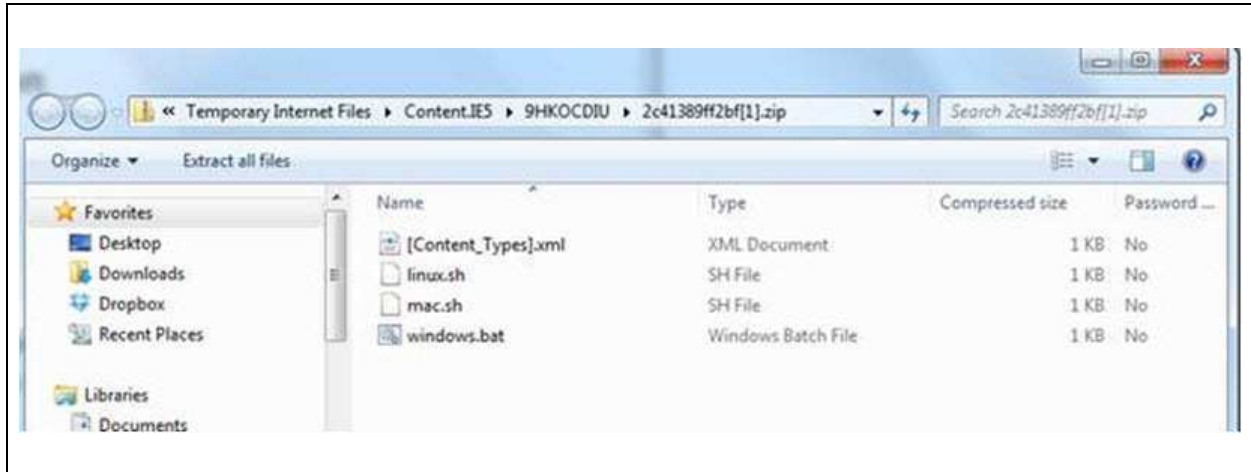 « Temporary Internet Files ▸ Content.IE5 ▸ 9HKOCDIU ▸ 2c41389ff2bf[1].zip Search 2c41389ff2bf[1].zip
Organize Extract all files
Favorites
Desktop
Downloads
Dropbox
Recent Places
Libraries
Documents
Name Type Compressed size Password ...
[Content_Types].xml XML Document 1 KB No
linux.sh SH File 1 KB No
mac.sh SH File 1 KB No
windows.bat Windows Batch File 1 KB No